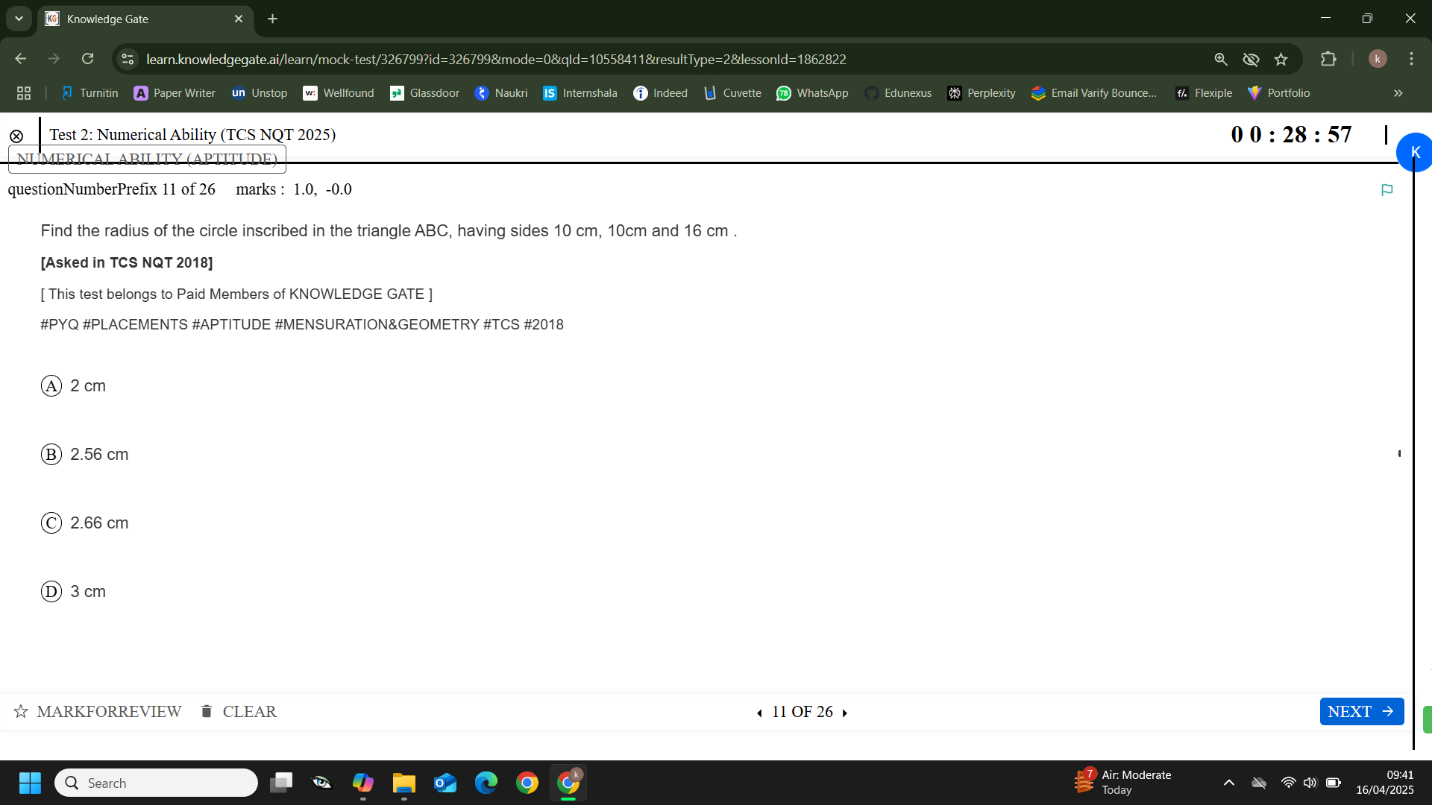 Knowledge Gate
learn.knowledgegate.ai/learn/mock-test/326799?id=326799&mode=0&qId=10558411&resultType=2&lessonId=1862822
k
Turnitin
A Paper Writer
un Unstop
w: Wellfound
Glassdoor
Naukri
IS Internshala
Indeed
Cuvette
WhatsApp
Edunexus
Perplexity
Email Varify Bounce...
f/. Flexiple
Portfolio
»
Test 2: Numerical Ability (TCS NQT 2025)
0 0 : 28 : 57
K
NUMERICAL ABILITY (APTITUDE)
questionNumberPrefix 11 of 26 marks : 1.0, -0.0
Find the radius of the circle inscribed in the triangle ABC, having sides 10 cm, 10cm and 16 cm .
[Asked in TCS NQT 2018]
[ This test belongs to Paid Members of KNOWLEDGE GATE ]
#PYQ #PLACEMENTS #APTITUDE #MENSURATION&GEOMETRY #TCS #2018
A 2 cm
B 2.56 cm
C 2.66 cm
D 3 cm
MARKFORREVIEW
CLEAR
11 OF 26
NEXT
Search
7
Air: Moderate
Today
09:41
16/04/2025